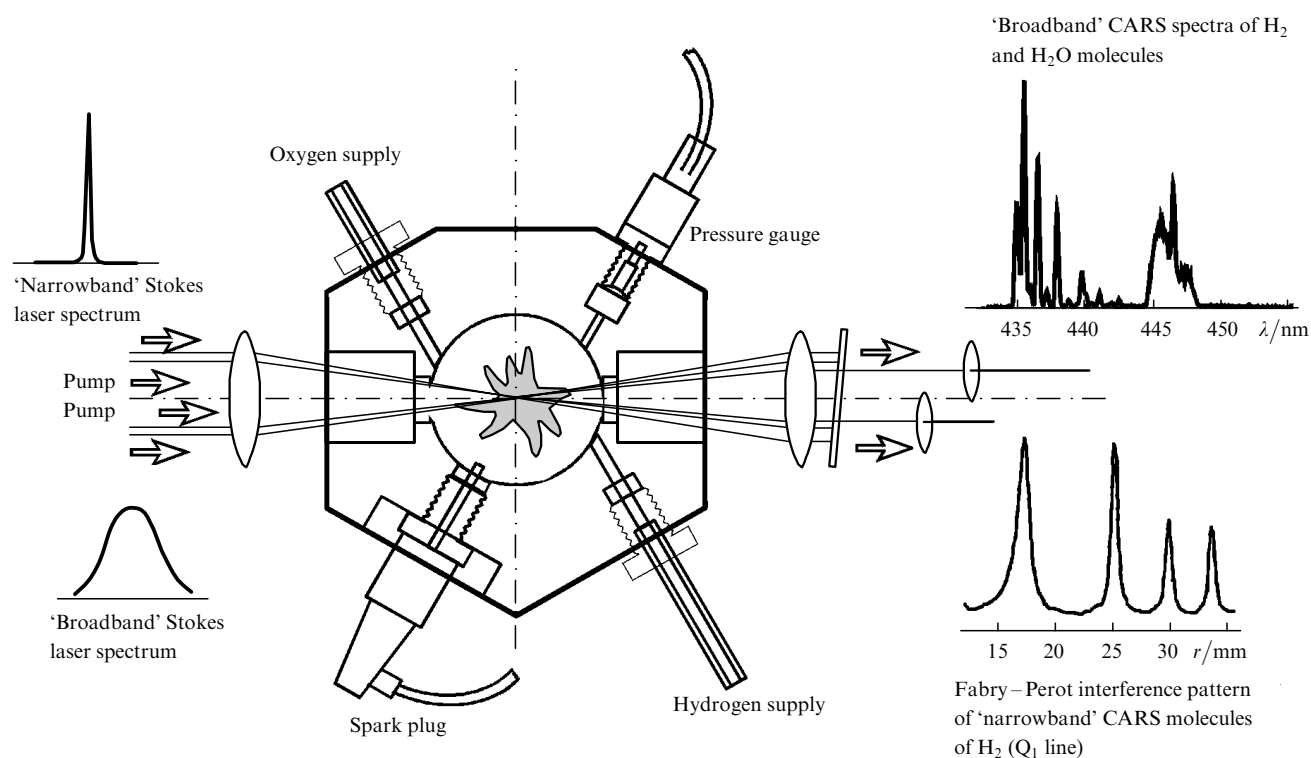 ‘Broadband’ CARS spectra of H₂
and H₂O molecules
Oxygen supply
Pressure gauge
‘Narrowband’ Stokes
laser spectrum
435 440 445 450 λ/nm
Pump
Pump
‘Broadband’ Stokes
laser spectrum
15 20 25 30 r/mm
Hydrogen supply
Spark plug
Fabry – Perot interference pattern
of ‘narrowband’ CARS molecules
of H₂ (Q₁ line)